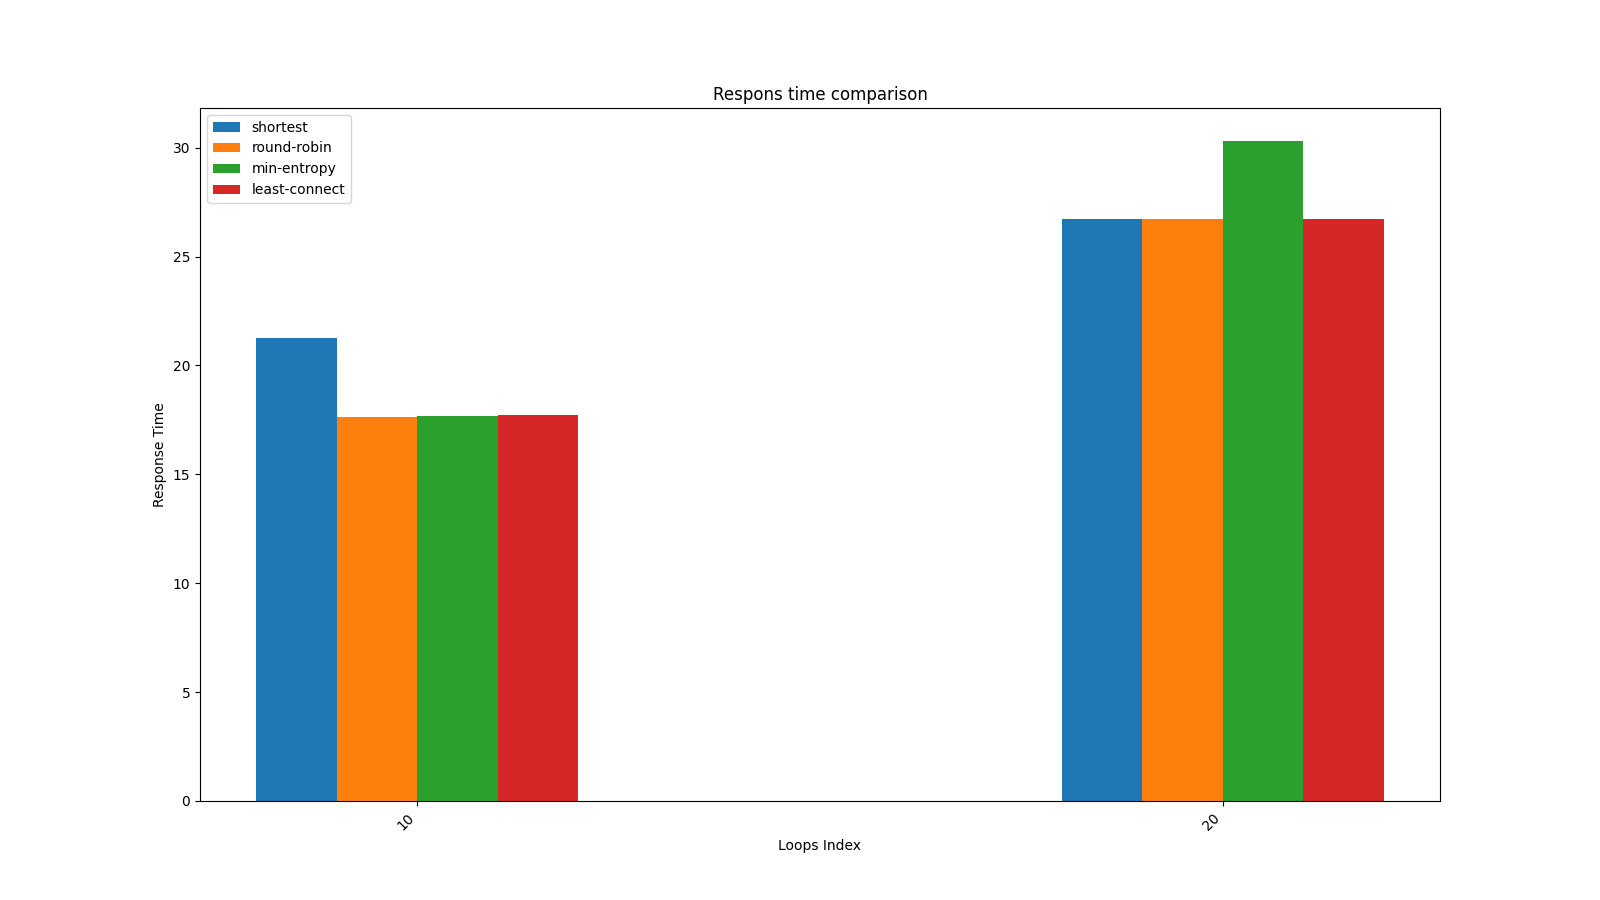 Respons time comparison
shortest
round-robin
min-entropy
least-connect
30
25
20
15
10
5
0
Response Time
10
20
Loops Index